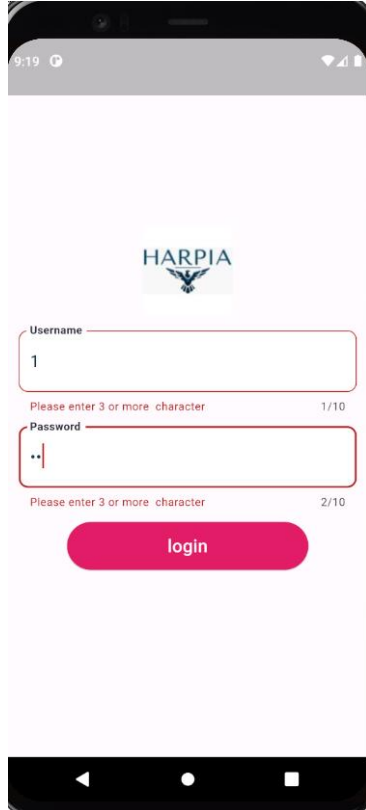 9:19
HARPIA
Username
1
Please enter 3 or more character
1/10
Password
••
Please enter 3 or more character
2/10
login